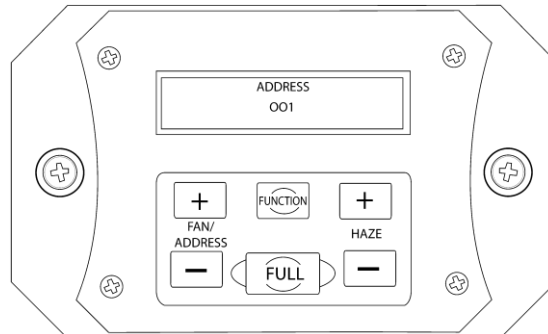 ADDRESS
OO1
+
FUNCTION
+
FAN/
ADDRESS
HAZE
−
FULL
−